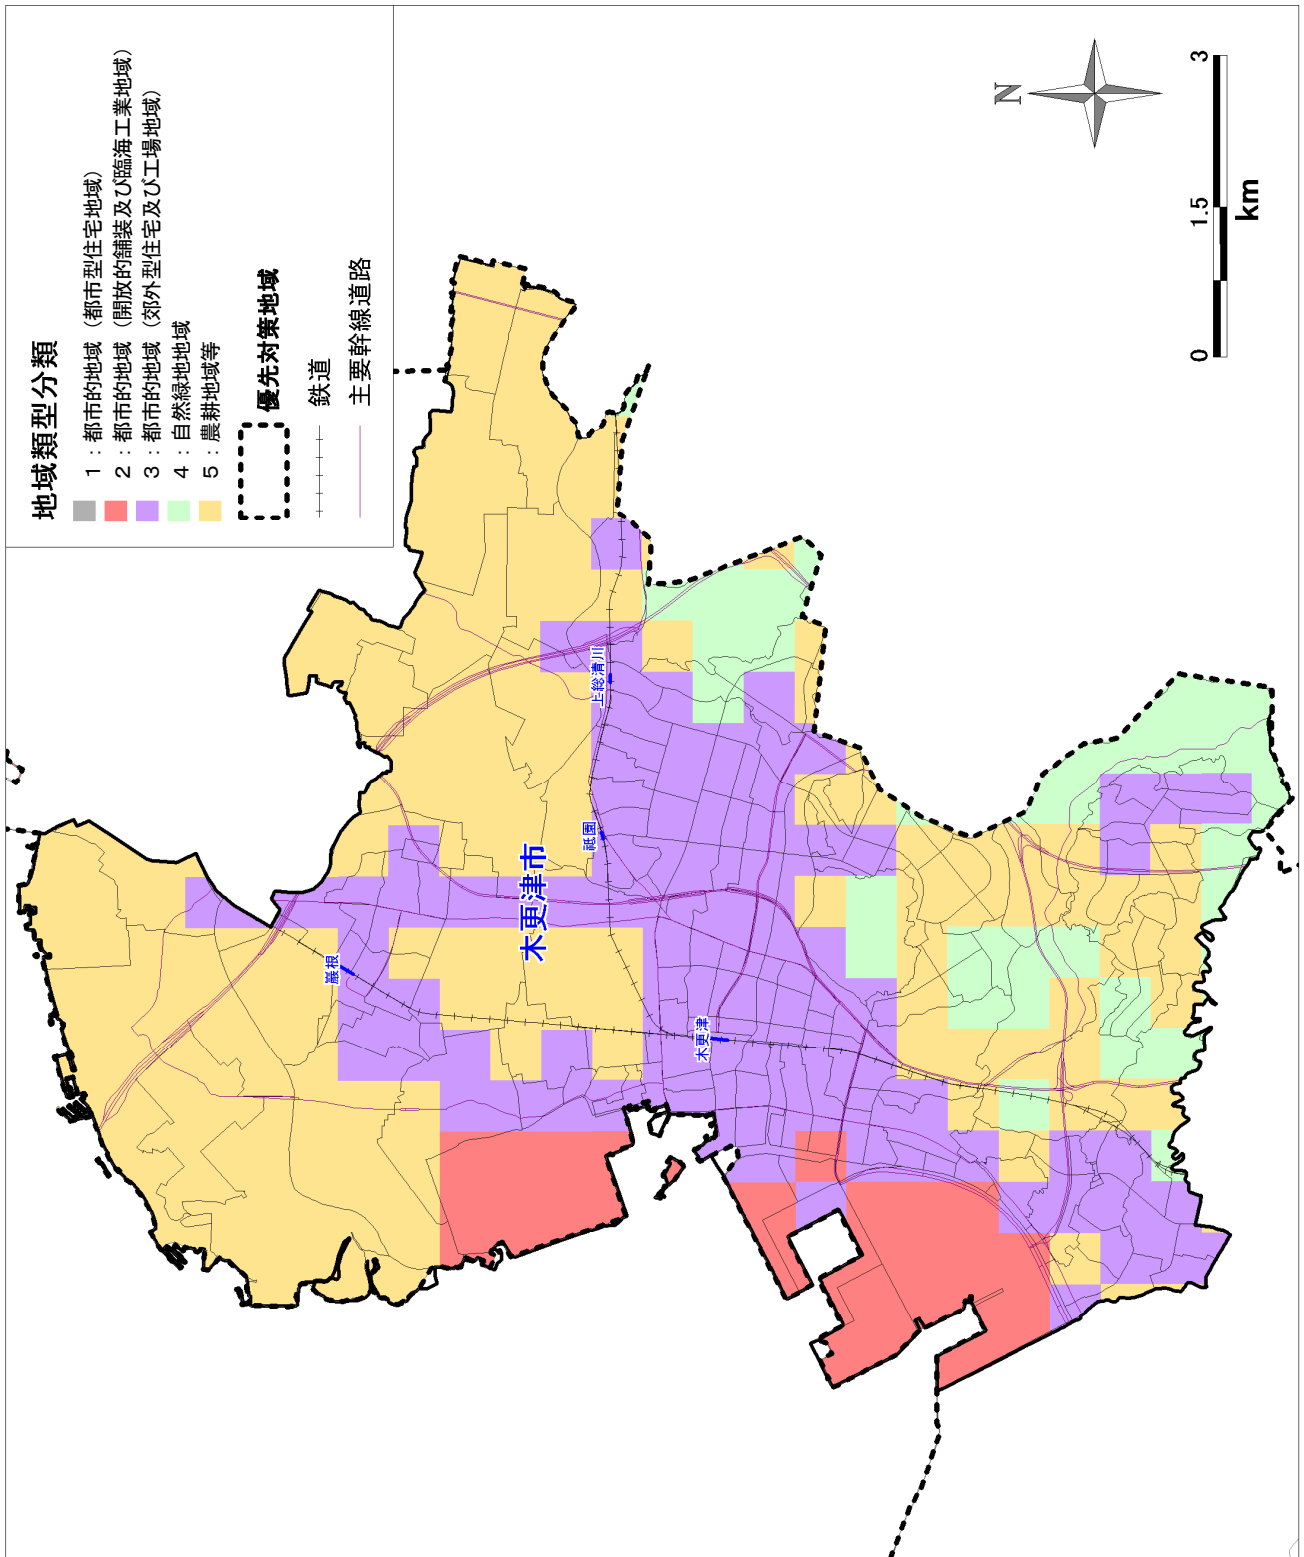 地域類型分類
1：都市的地域（都市型住宅地域）
2：都市的地域（開放的舗装及び臨海工業地域）
3：都市的地域（郊外型住宅及び工場地域）
4：自然緑地地域
5：農耕地域等
優先対策地域
鉄道
主要幹線道路
N
0 1.5 3
km
木更津市
巌根
祗園
上総清川
木更津